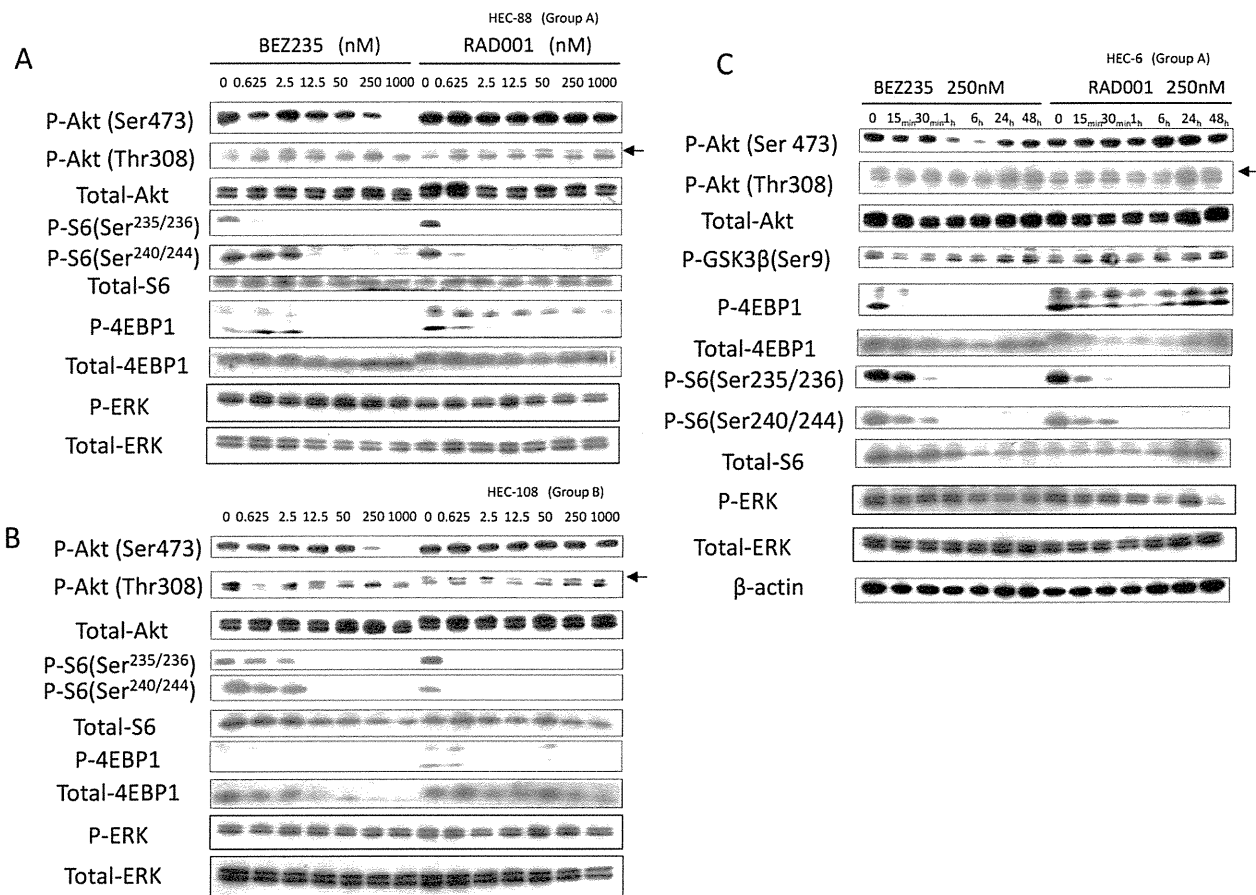 A
HEC-88 (Group A)
BEZ235 (nM) RAD001 (nM)
0 0.625 2.5 12.5 50 250 1000 0 0.625 2.5 12.5 50 250 1000
P-Akt (Ser473)
P-Akt (Thr308)
Total-Akt
P-S6(Ser235/236)
P-S6(Ser240/244)
Total-S6
P-4EBP1
Total-4EBP1
P-ERK
Total-ERK
B
HEC-108 (Group B)
0 0.625 2.5 12.5 50 250 1000 0 0.625 2.5 12.5 50 250 1000
P-Akt (Ser473)
P-Akt (Thr308)
Total-Akt
P-S6(Ser235/236)
P-S6(Ser240/244)
Total-S6
P-4EBP1
Total-4EBP1
P-ERK
Total-ERK
C
HEC-6 (Group A)
BEZ235 250nM RAD001 250nM
0 15min 30min 1h 6h 24h 48h 0 15min 30min 1h 6h 24h 48h
P-Akt (Ser 473)
P-Akt (Thr308)
Total-Akt
P-GSK3β(Ser9)
P-4EBP1
Total-4EBP1
P-S6(Ser235/236)
P-S6(Ser240/244)
Total-S6
P-ERK
Total-ERK
β-actin